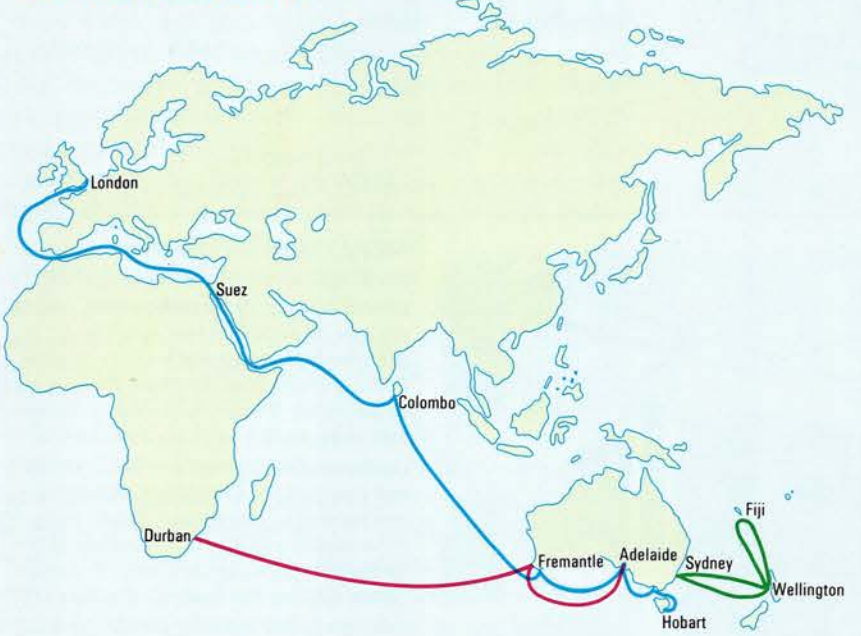 London
Suez
Colombo
Fiji
Durban
Fremantle
Adelaide
Sydney
Wellington
Hobart